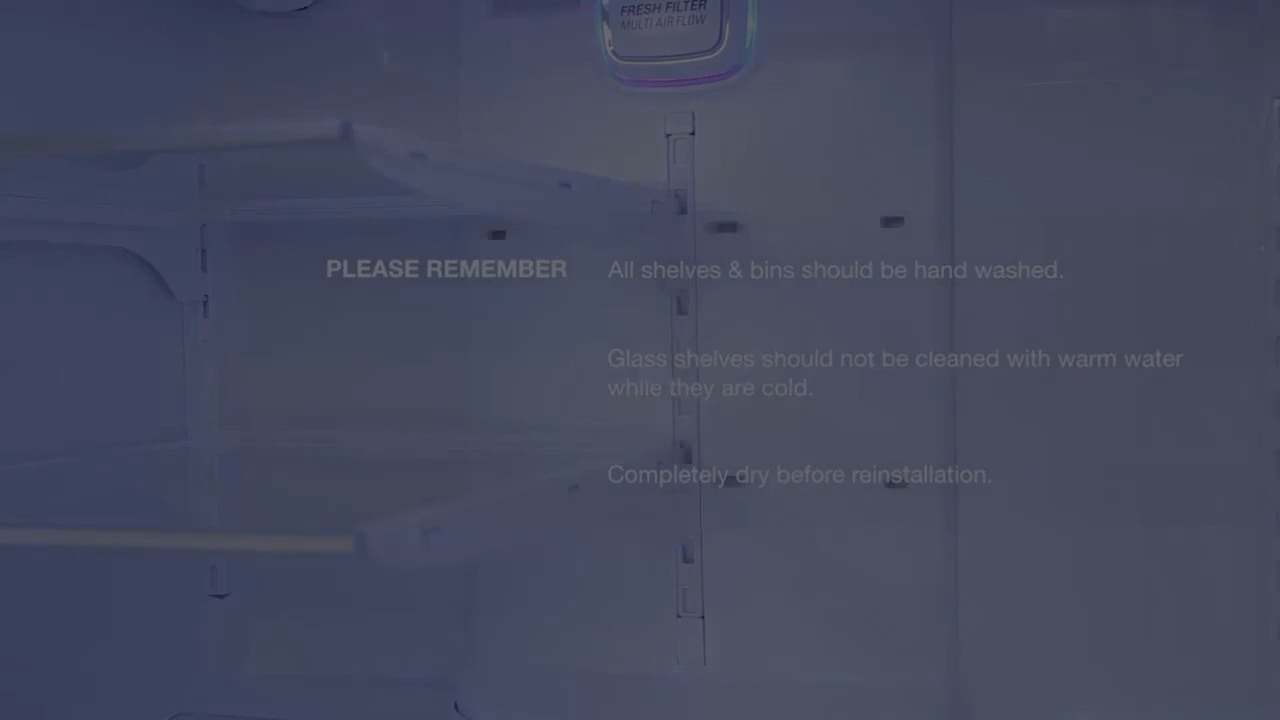 FRESH FILTER
MULTI AIR FLOW
PLEASE REMEMBER
All shelves & bins should be hand washed.
Glass shelves should not be cleaned with warm water
while they are cold.
Completely dry before reinstallation.